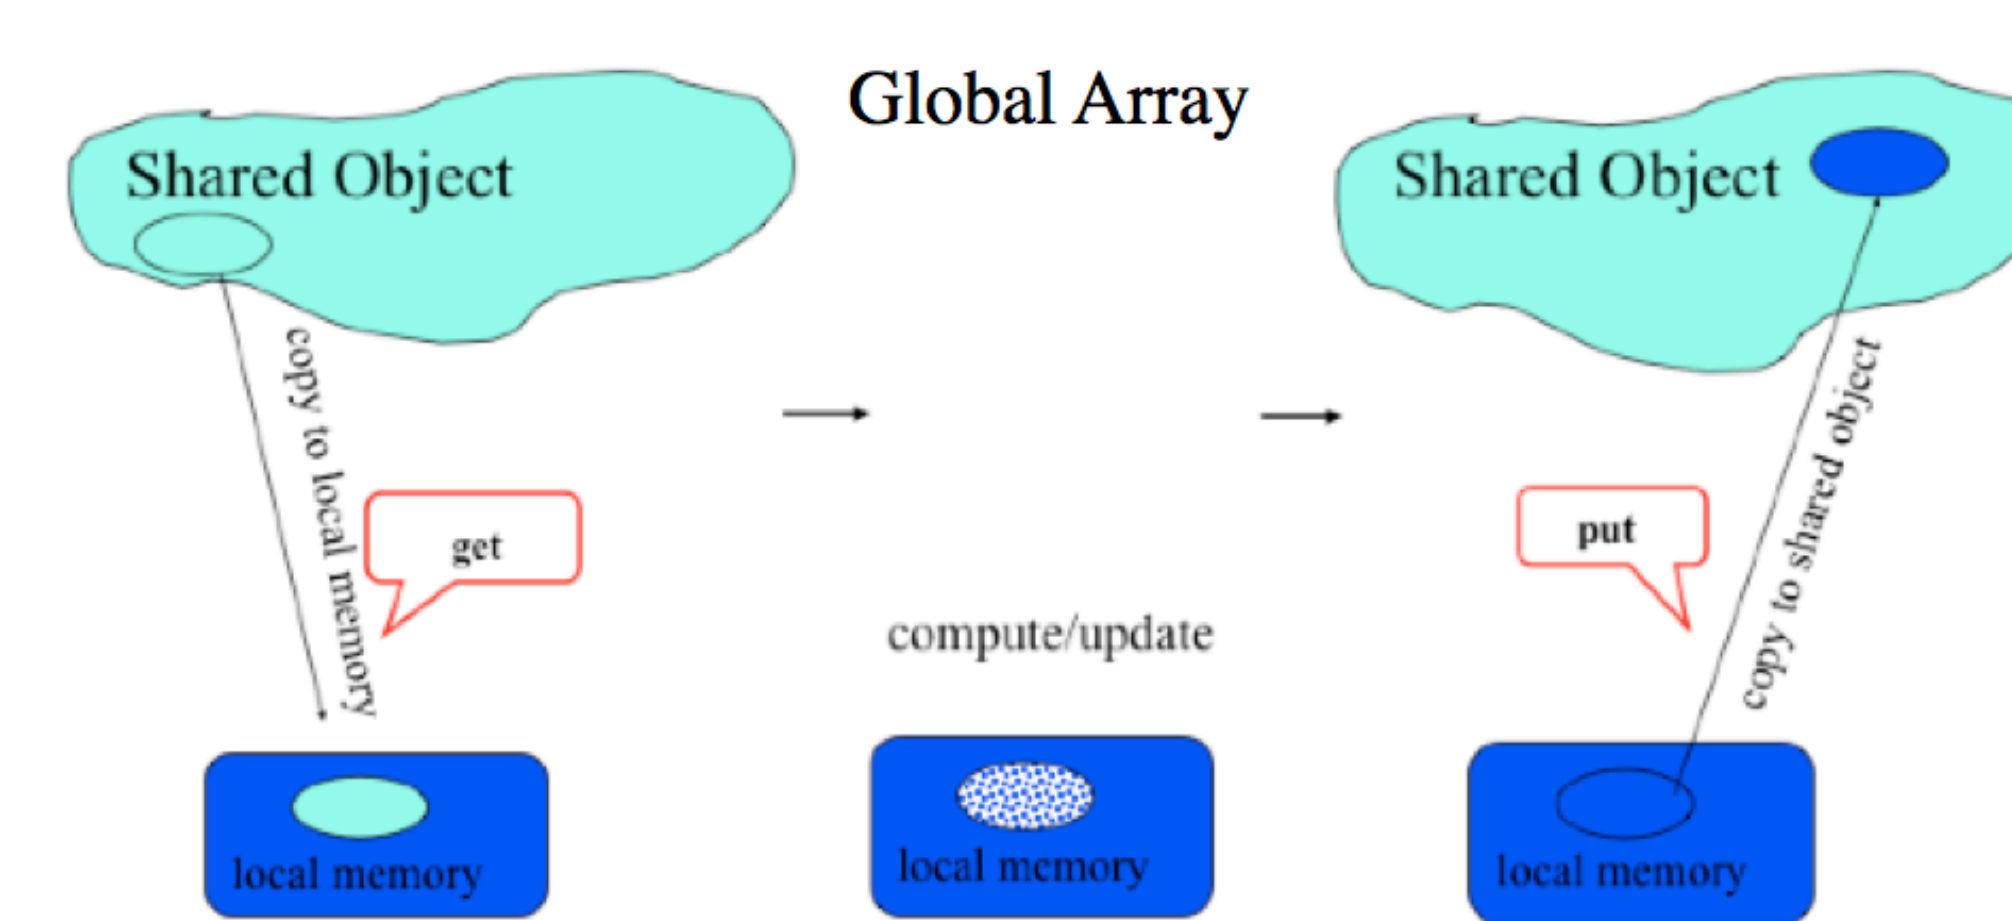 Global Array
Shared Object
Shared Object
copy to local memory
get
put
copy to shared object
compute/update
local memory
local memory
local memory